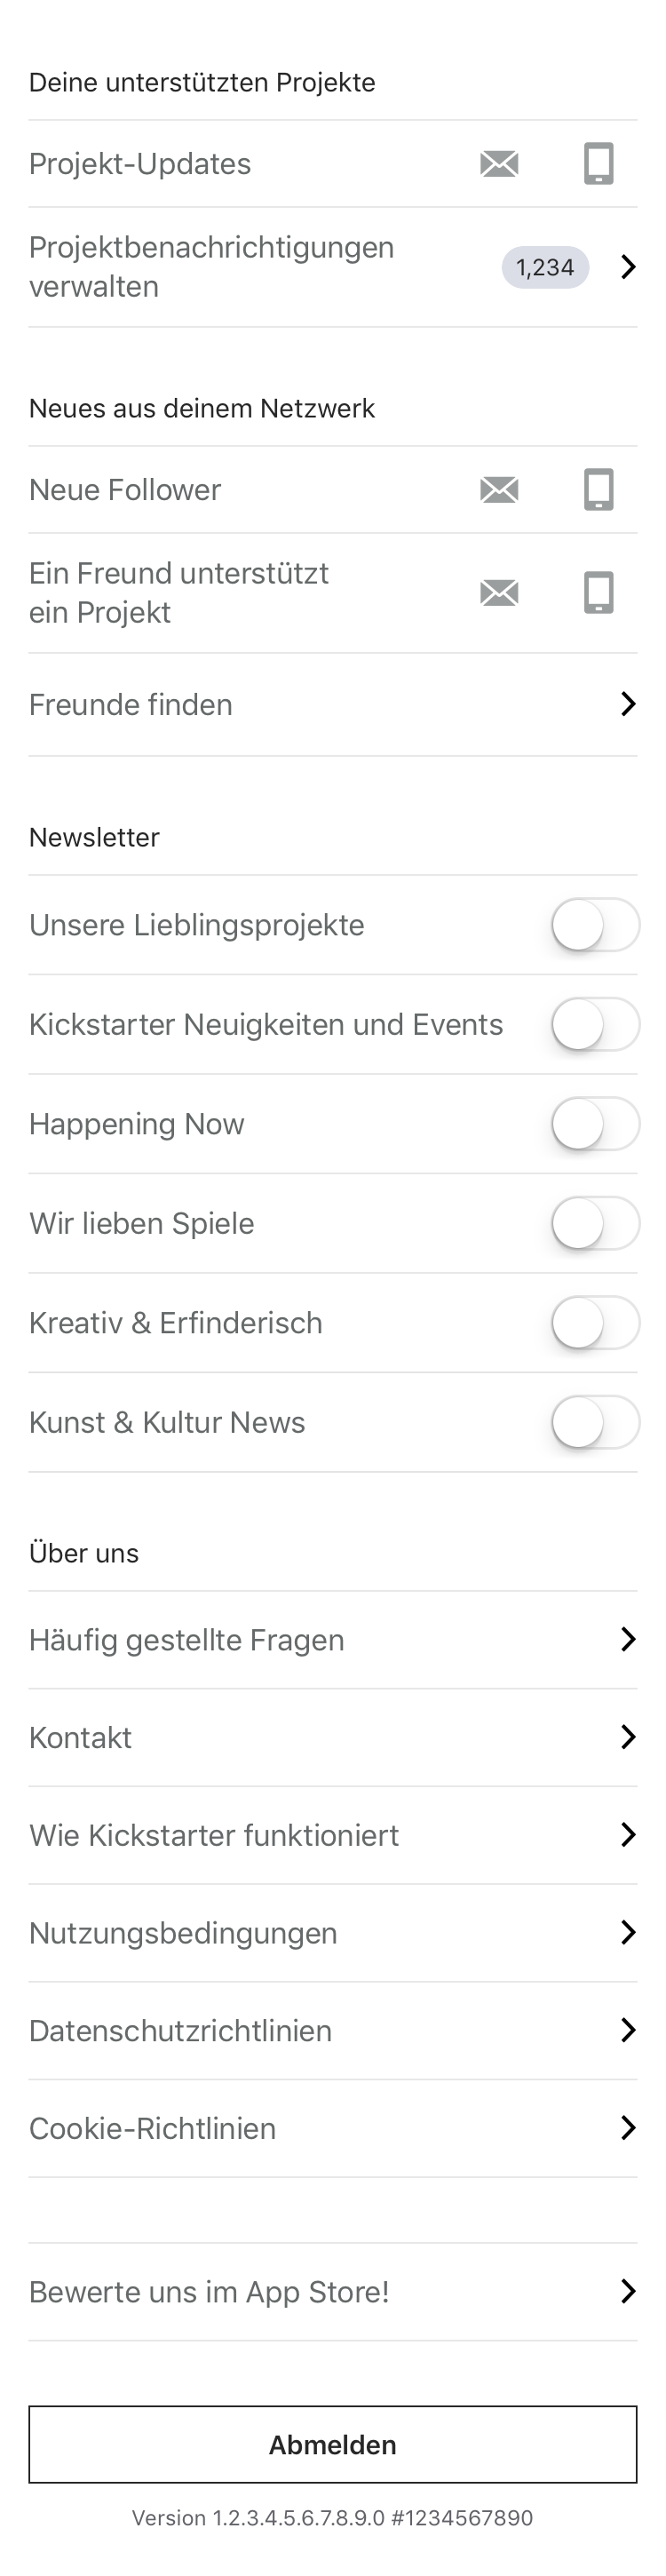 Deine unterstützten Projekte
Projekt-Updates
Projektbenachrichtigungen
verwalten
1,234
Neues aus deinem Netzwerk
Neue Follower
Ein Freund unterstützt
ein Projekt
Freunde finden
Newsletter
Unsere Lieblingsprojekte
Kickstarter Neuigkeiten und Events
Happening Now
Wir lieben Spiele
Kreativ & Erfinderisch
Kunst & Kultur News
Über uns
Häufig gestellte Fragen
Kontakt
Wie Kickstarter funktioniert
Nutzungsbedingungen
Datenschutzrichtlinien
Cookie-Richtlinien
Bewerte uns im App Store!
Abmelden
Version 1.2.3.4.5.6.7.8.9.0 #1234567890